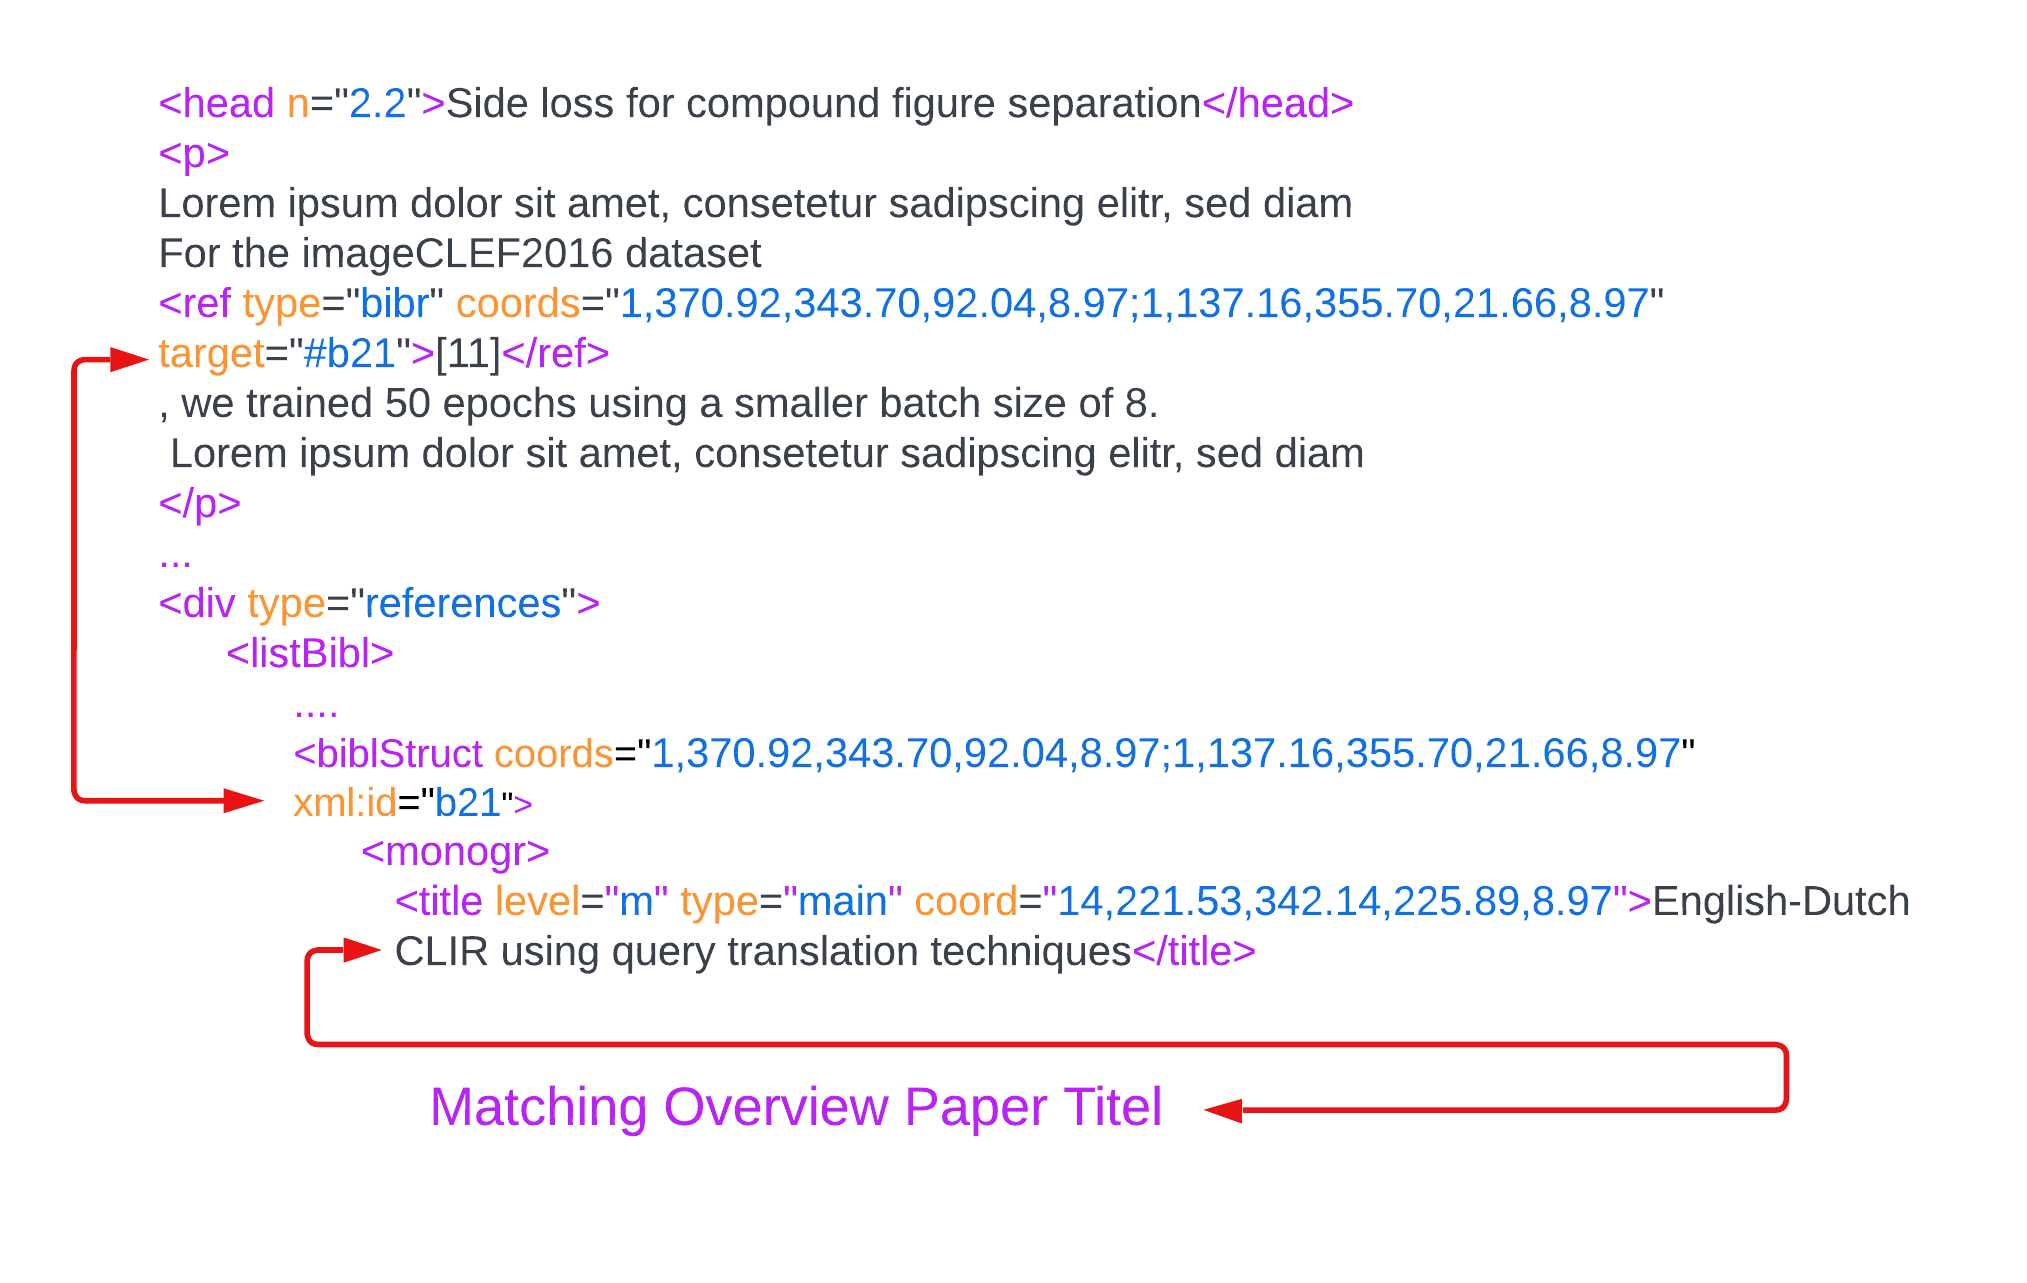 <head n="2.2">Side loss for compound figure separation</head>
<p>
Lorem ipsum dolor sit amet, consetetur sadipscing elitr, sed diam
For the imageCLEF2016 dataset
<ref type="bibr" coords="1,370.92,343.70,92.04,8.97;1,137.16,355.70,21.66,8.97"
target="#b21">[11]</ref>
, we trained 50 epochs using a smaller batch size of 8.
Lorem ipsum dolor sit amet, consetetur sadipscing elitr, sed diam
</p>
...
<div type="references">
<listBibl>
....
<biblStruct coords="1,370.92,343.70,92.04,8.97;1,137.16,355.70,21.66,8.97"
xml:id="b21">
<monogr>
<title level="m" type="main" coord="14,221.53,342.14,225.89,8.97">English-Dutch
CLIR using query translation techniques</title>
Matching Overview Paper Titel